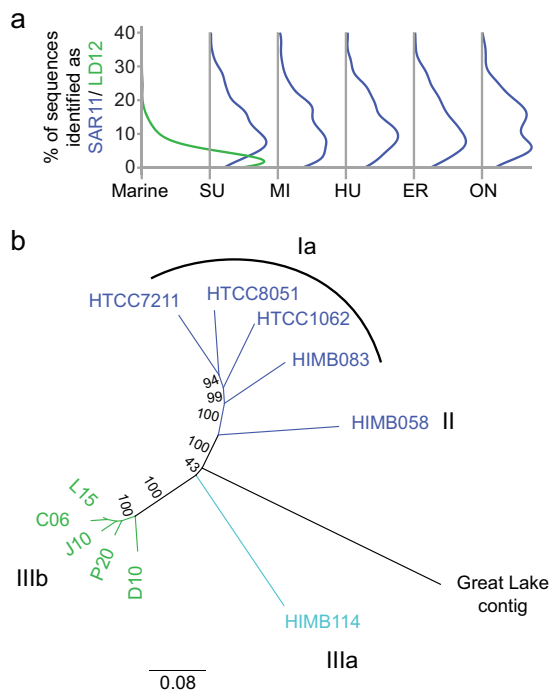 a
% of sequences
identified as
SAR11/ LD12
40
30
20
10
0
Marine SU MI HU ER ON
b
Ia
HTCC7211
HTCC8051
HTCC1062
HIMB083
94
99
100
HIMB058 II
100
43
100
100
L15
C06
J10
P20
D10
IIIb
Great Lake
contig
HIMB114
IIIa
0.08